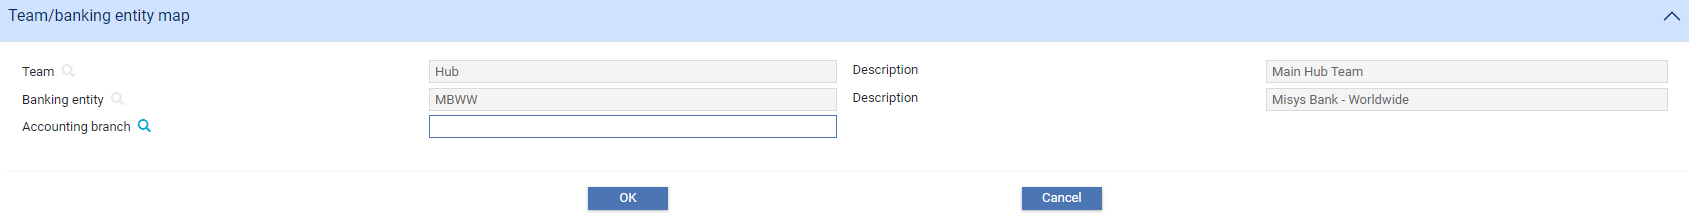 Team/banking entity map
Team Hub Description Main Hub Team
Banking entity MBWW Description Misys Bank - Worldwide
Accounting branch
OK Cancel